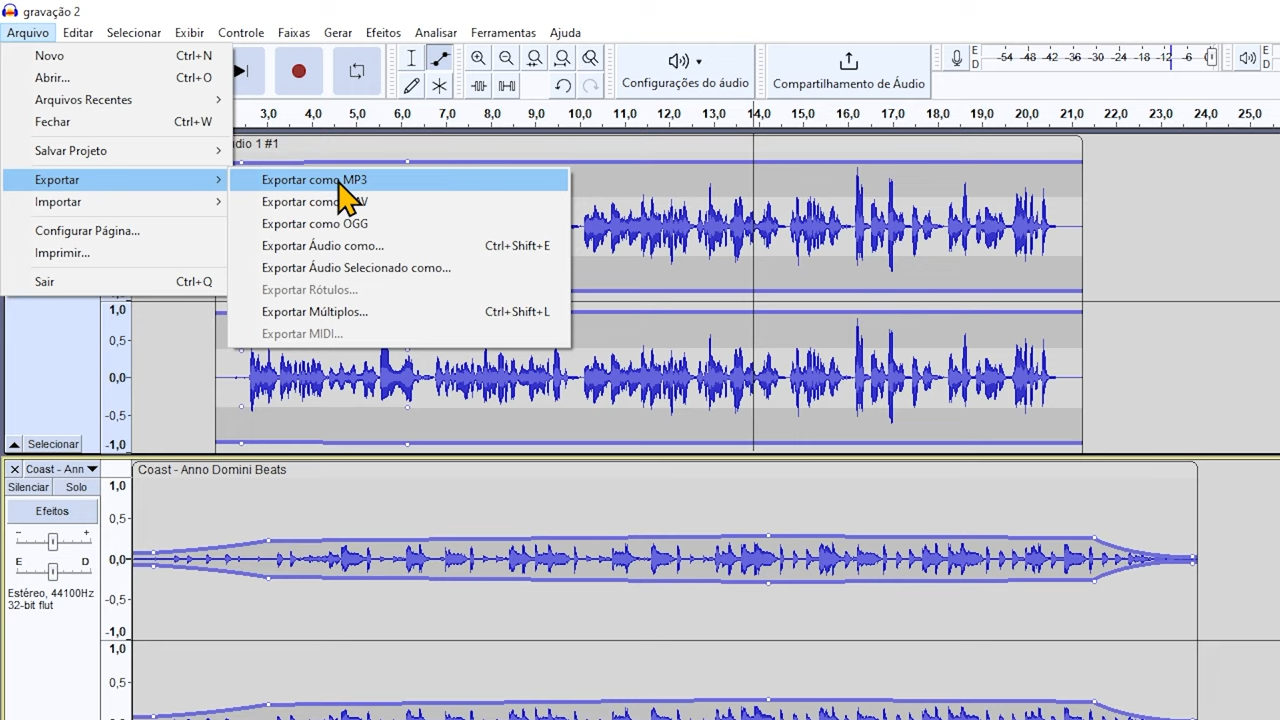 gravação 2
Arquivo Editar Selecionar Exibir Controle Faixas Gerar Efeitos Analisar Ferramentas Ajuda
Novo Ctrl+N
Abrir... Ctrl+O
Arquivos Recentes
Fechar Ctrl+W
Salvar Projeto
Exportar
Importar
Configurar Página...
Imprimir...
Sair Ctrl+Q
Exportar como MP3
Exportar como
Exportar como OGG
Exportar Áudio como... Ctrl+Shift+E
Exportar Áudio Selecionado como...
Exportar Rótulos...
Exportar Múltiplos... Ctrl+Shift+L
Exportar MIDI...
Configurações do áudio
Compartilhamento de Áudio
E
D
-54 -48 -42 -36 -30 -24 -18 -12 -6 0
E
D
3,0 4,0 5,0 6,0 7,0 8,0 9,0 10,0 11,0 12,0 13,0 14,0 15,0 16,0 17,0 18,0 19,0 20,0 21,0 22,0 23,0 24,0 25,0
1 #1
1,0
0,5-
0,0-
-0,5-
-1,0
Selecionar
Coast - Ann
Coast - Anno Domini Beats
Silenciar Solo
Efeitos
- +
E D
Estéreo, 44100Hz
32-bit flut
1,0
0,5-
0,0-
-0,5-
-1,0
1,0
0,5-
0,0-